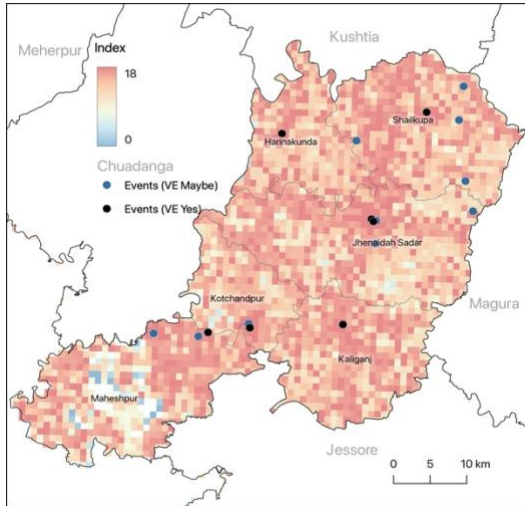 Meherpur
Kushtia
Index
18
0
Shailkupa
Harinakunda
Chuadanga
Events (VE Maybe)
Events (VE Yes)
Jhenaidah Sadar
Kotchandpur
Magura
Kaliganj
Maheshpur
Jessore
0 5 10 km